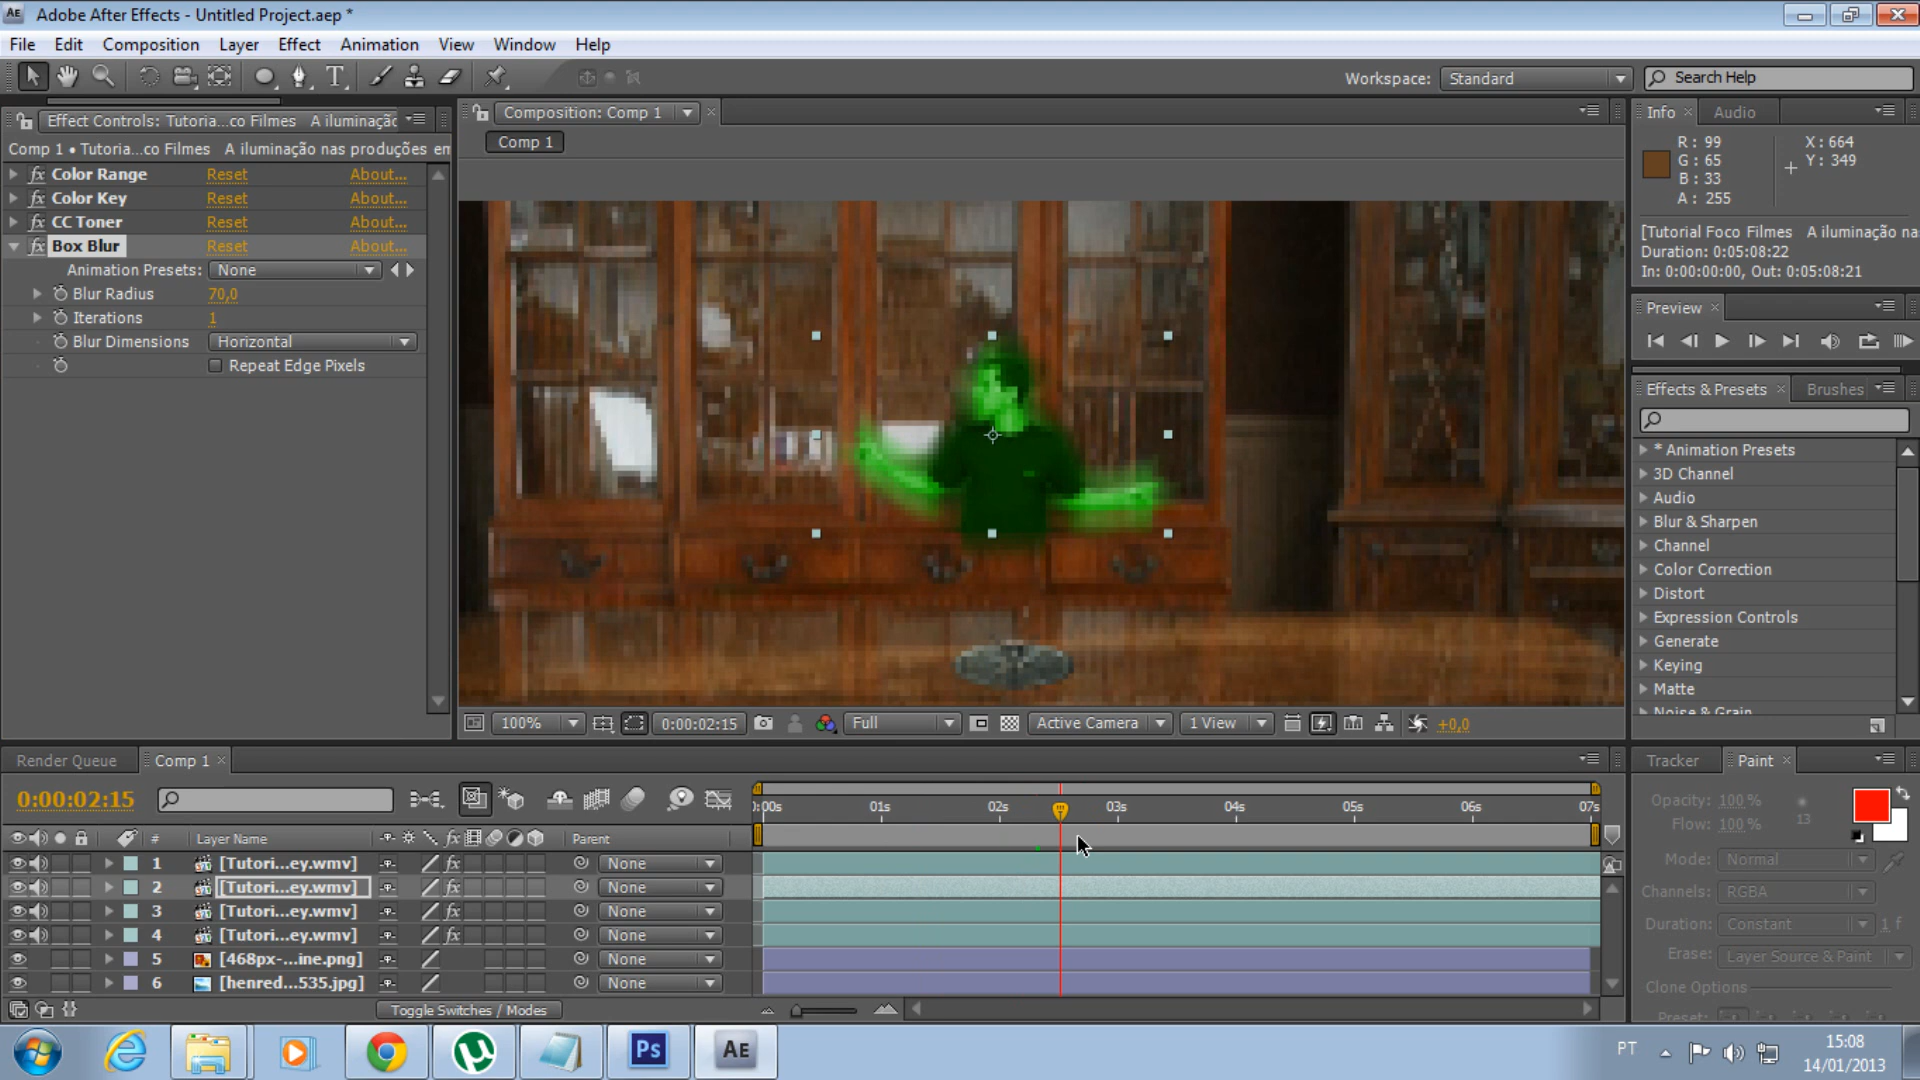 Adobe After Effects - Untitled Project.aep *
File Edit Composition Layer Effect Animation View Window Help
Workspace: Standard Search Help
Effect Controls: Tutoria...co Filmes A iluminação
Comp 1 • Tutoria...co Filmes A iluminação nas produções em
Color Range Reset About...
Color Key Reset About...
CC Toner Reset About...
Box Blur Reset About...
Animation Presets: None
Blur Radius 70,0
Iterations 1
Blur Dimensions Horizontal
Repeat Edge Pixels
Composition: Comp 1
Comp 1
100% 0:00:02:15 Full Active Camera 1 View +0,0
Info Audio
R: 99 X: 664
G: 65 Y: 349
B: 33
A: 255
[Tutorial Foco Filmes A iluminação na
Duration: 0:05:08:22
In: 0:00:00:00, Out: 0:05:08:21
Preview
Effects & Presets Brushes
* Animation Presets
3D Channel
Audio
Blur & Sharpen
Channel
Color Correction
Distort
Expression Controls
Generate
Keying
Matte
Noise & Grain
Render Queue Comp 1
0:00:02:15
:00s 01s 02s 03s 04s 05s 06s 07s
# Layer Name Parent
1 [Tutori...ey.wmv] None
2 [Tutori...ey.wmv] None
3 [Tutori...ey.wmv] None
4 [Tutori...ey.wmv] None
5 [468px-...ine.png] None
6 [henred...535.jpg] None
Toggle Switches / Modes
Tracker Paint
Opacity: 100 %
Flow: 100 % 13
Mode: Normal
Channels: RGBA
Duration: Constant 1 f
Erase: Layer Source & Paint
Clone Options
Preset:
Ps AE
PT 15:08
14/01/2013